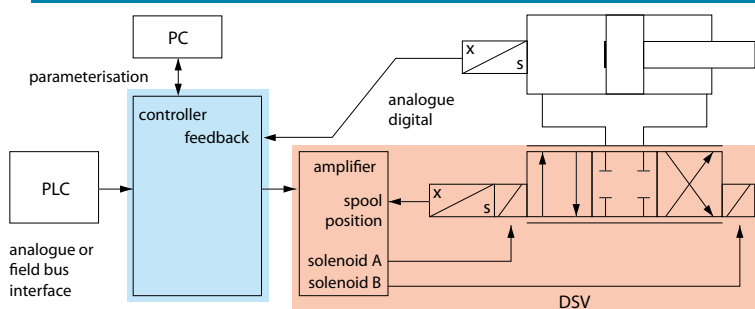 PC
parameterisation
controller
feedback
PLC
analogue or
field bus
interface
x
s
analogue
digital
amplifier
spool
position
solenoid A
solenoid B
x
s
DSV